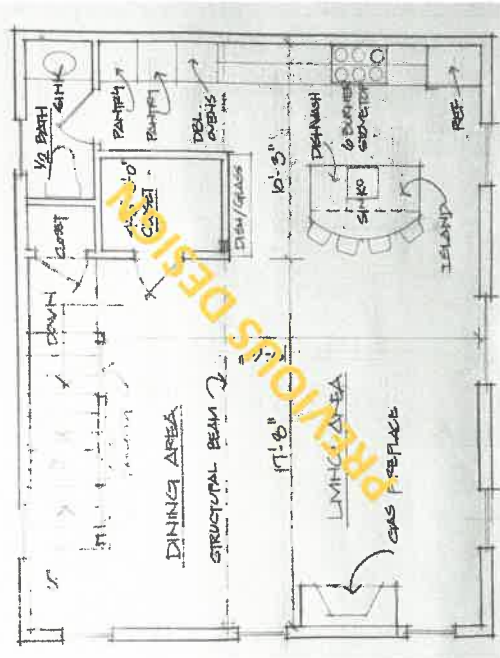 1/2 BATH
SINK
PANTRY
PANTRY
DBL.
OVENS
6 BURNER
STOVETOP
REF.
CLOSET
CLOSET
DISH/GLASS
10'-3"
DISHWASH
SINK
ISLAND
DOWN
DINING AREA
STRUCTURAL BEAM
17'-8"
LIVING AREA
GAS FIREPLACE
PREVIOUS DESIGN